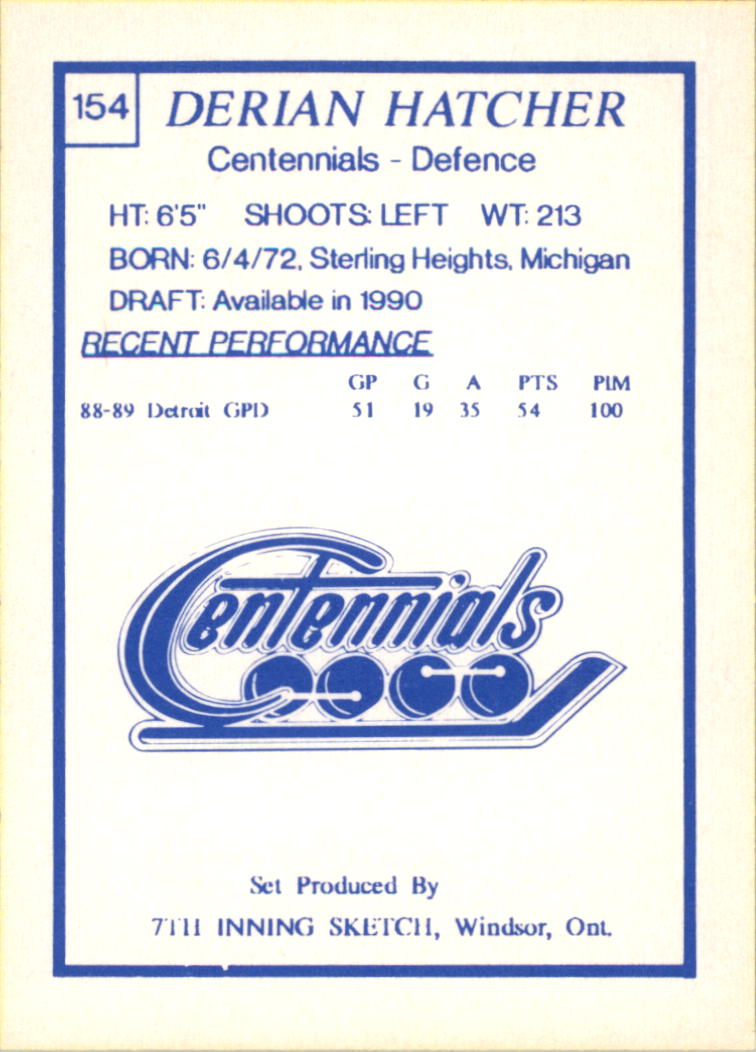 154
DERIAN HATCHER
Centennials - Defence
HT: 6'5" SHOOTS: LEFT WT: 213
BORN: 6/4/72, Sterling Heights, Michigan
DRAFT: Available in 1990
RECENT PERFORMANCE
GP G A PTS PIM
88-89 Detroit GPD 51 19 35 54 100
Centennials
Set Produced By
7TH INNING SKETCH, Windsor, Ont.